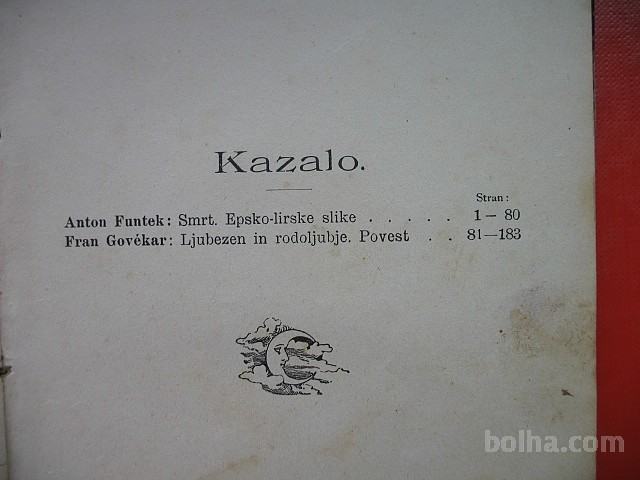 Kazalo.
Stran:
Anton Funtek: Smrt. Epsko-lirske slike . . . . . 1 — 80
Fran Govékar: Ljubezen in rodoljubje. Povest . . 81—183
bolha.com